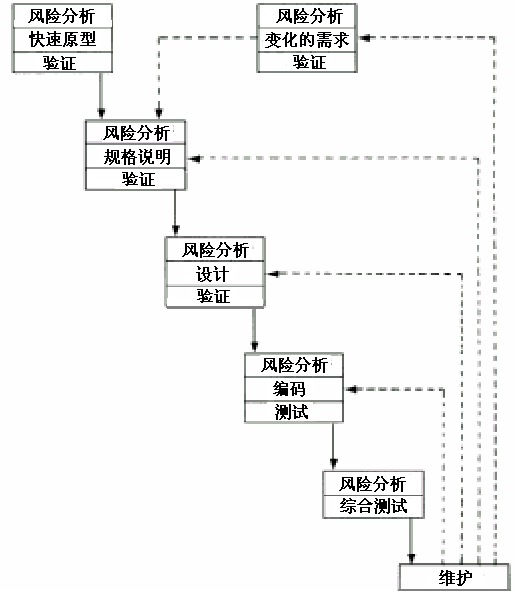 风险分析
快速原型
验证
风险分析
变化的需求
验证
风险分析
规格说明
验证
风险分析
设计
验证
风险分析
编码
测试
风险分析
综合测试
维护